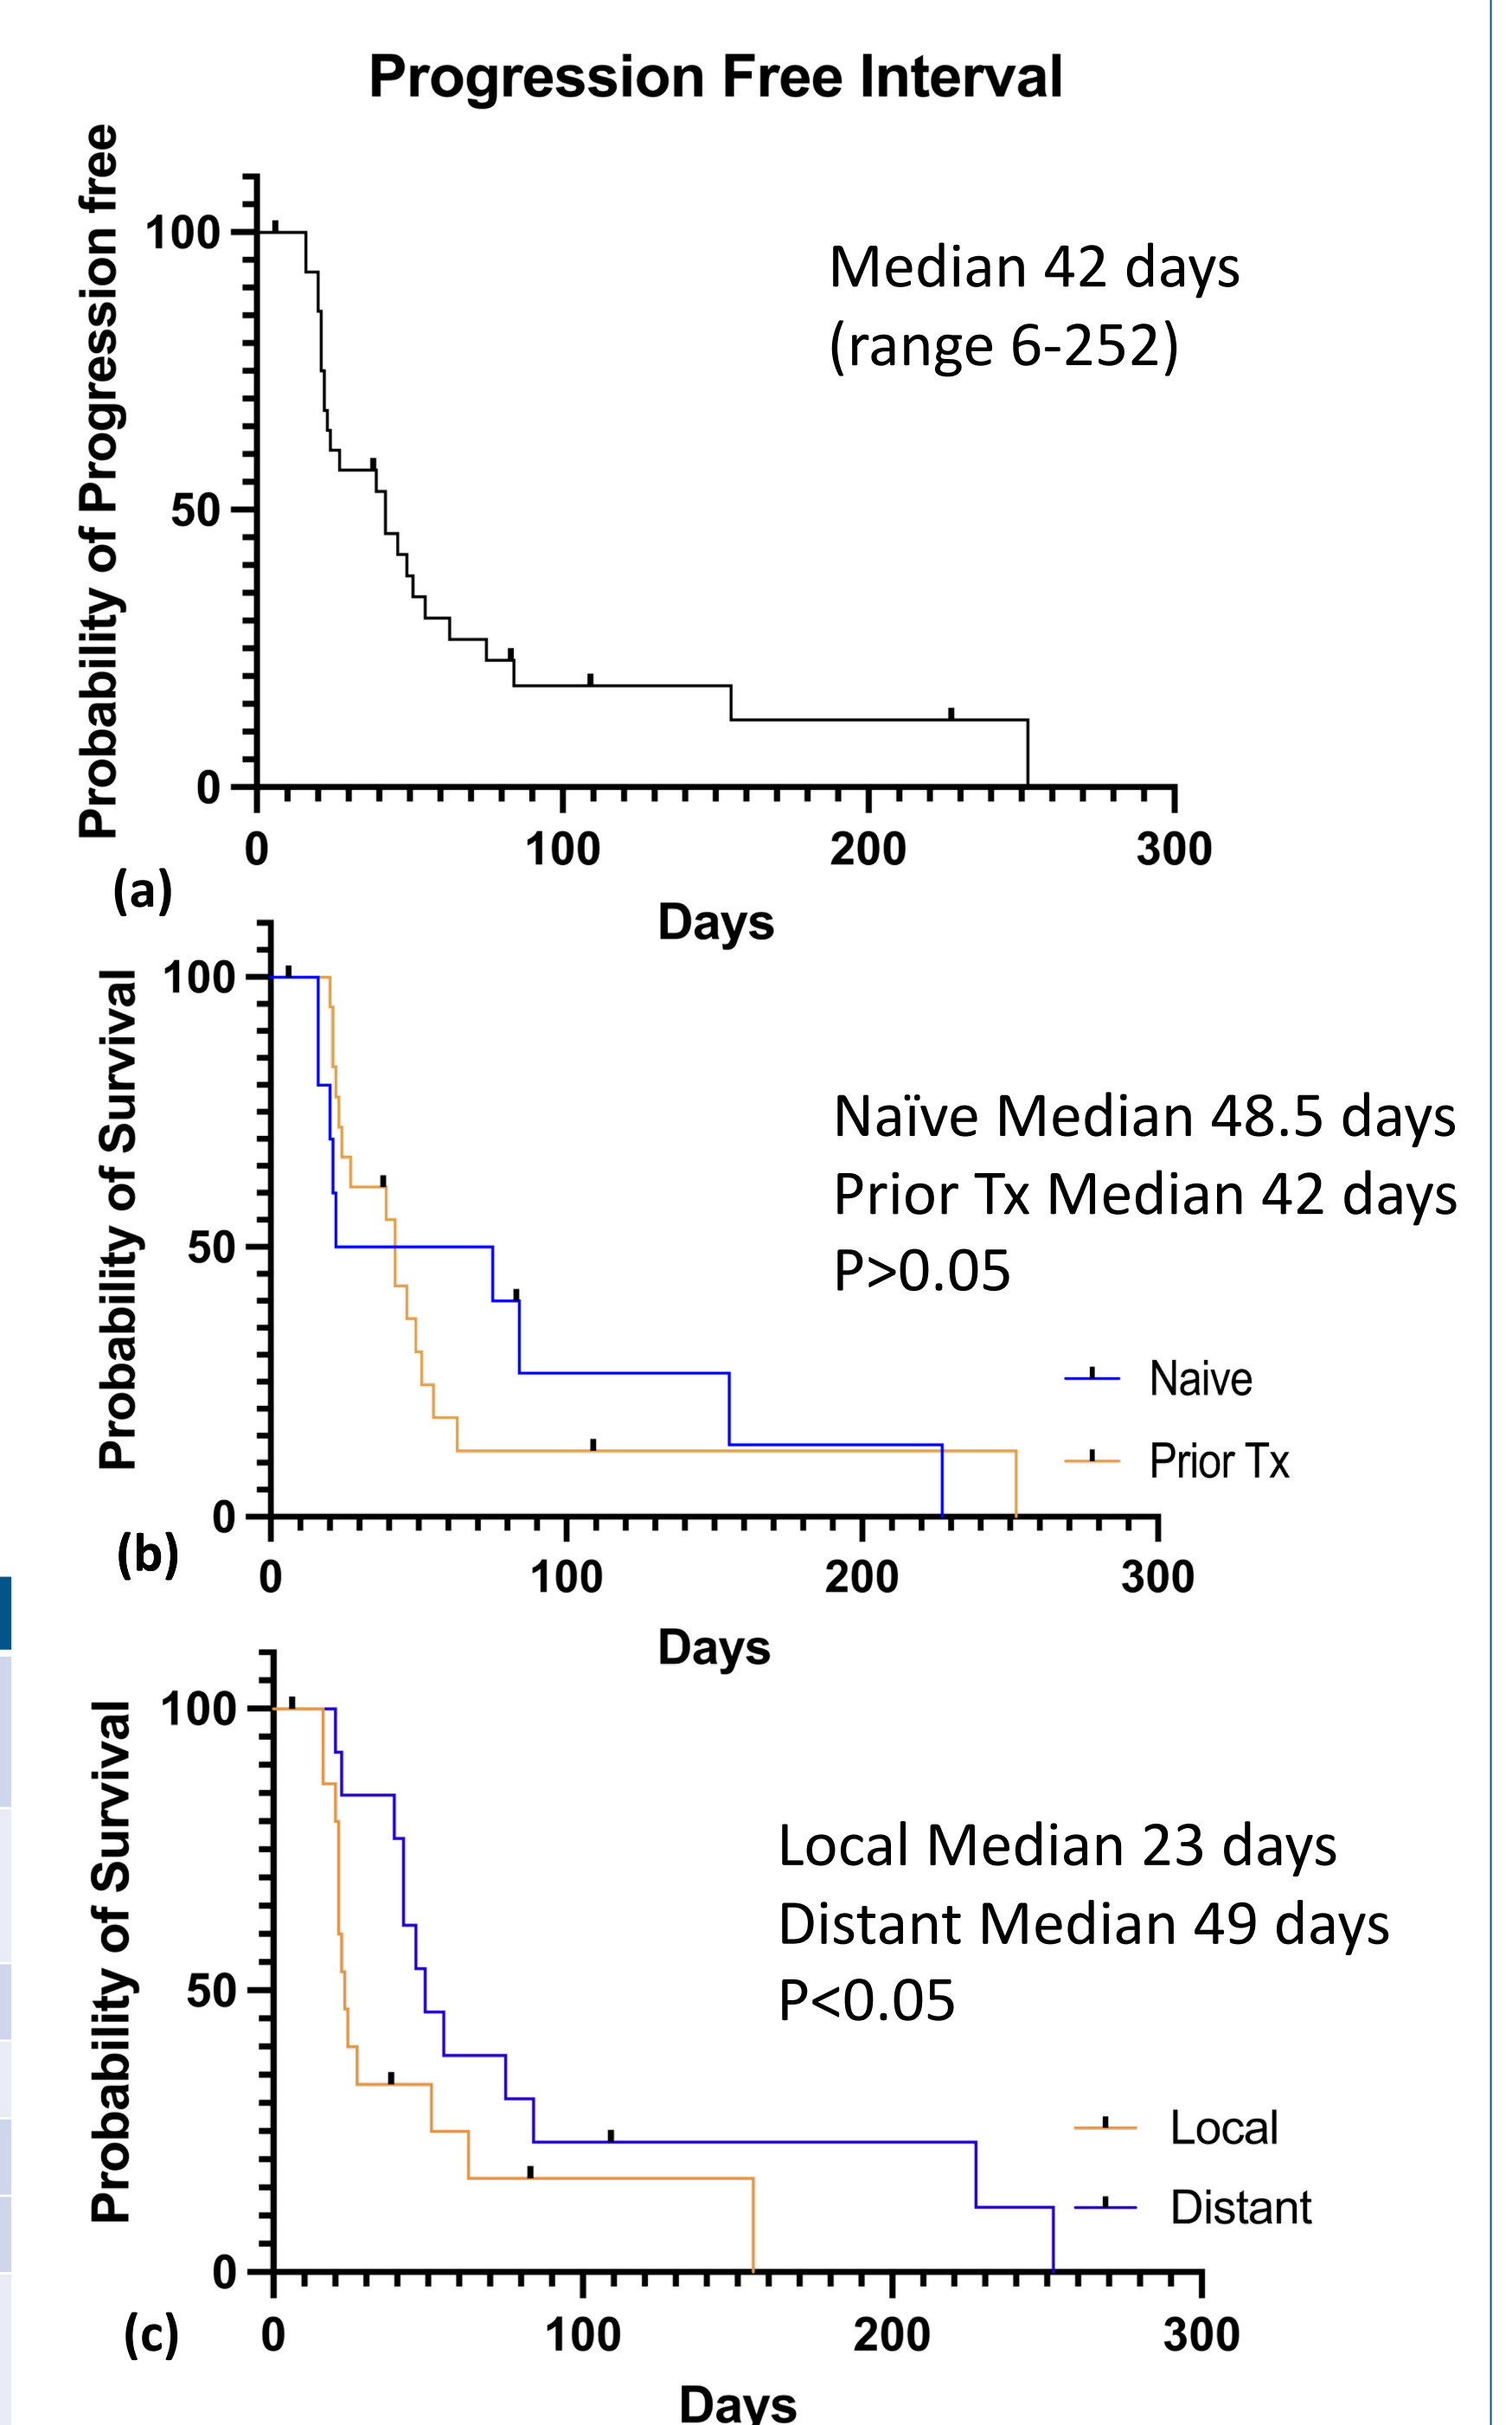 Progression Free Interval
Probability of Progression free
100
50
0
Median 42 days
(range 6-252)
0 100 200 300
Days
(a)
Probability of Survival
100
50
0
Naïve Median 48.5 days
Prior Tx Median 42 days
P>0.05
Naive
Prior Tx
0 100 200 300
Days
(b)
Probability of Survival
100
50
0
Local Median 23 days
Distant Median 49 days
P<0.05
Local
Distant
0 100 200 300
Days
(c)